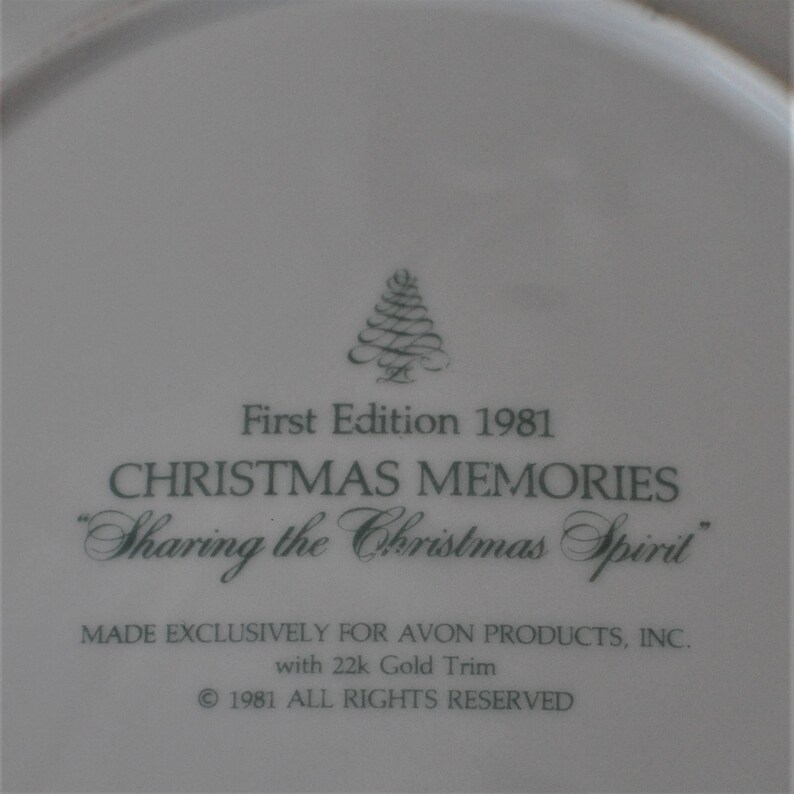 First Edition 1981
CHRISTMAS MEMORIES
“Sharing the Christmas Spirit”
MADE EXCLUSIVELY FOR AVON PRODUCTS, INC.
with 22k Gold Trim
© 1981 ALL RIGHTS RESERVED